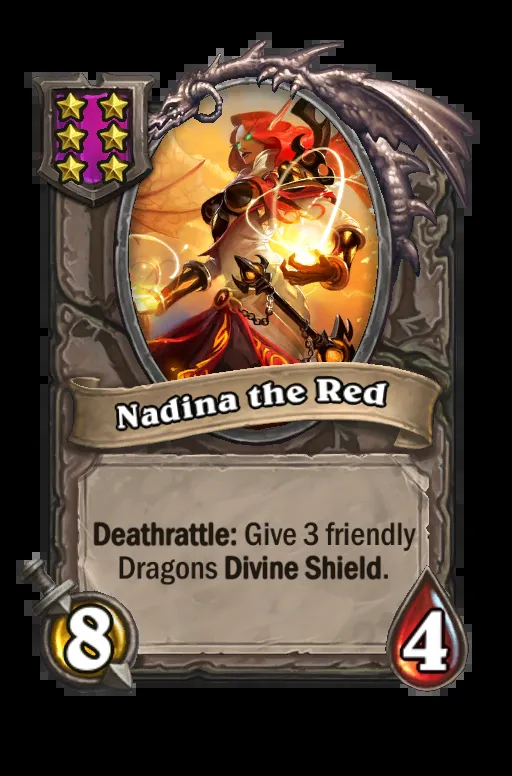 Nadina the Red
Deathrattle: Give 3 friendly
Dragons Divine Shield.
8
4